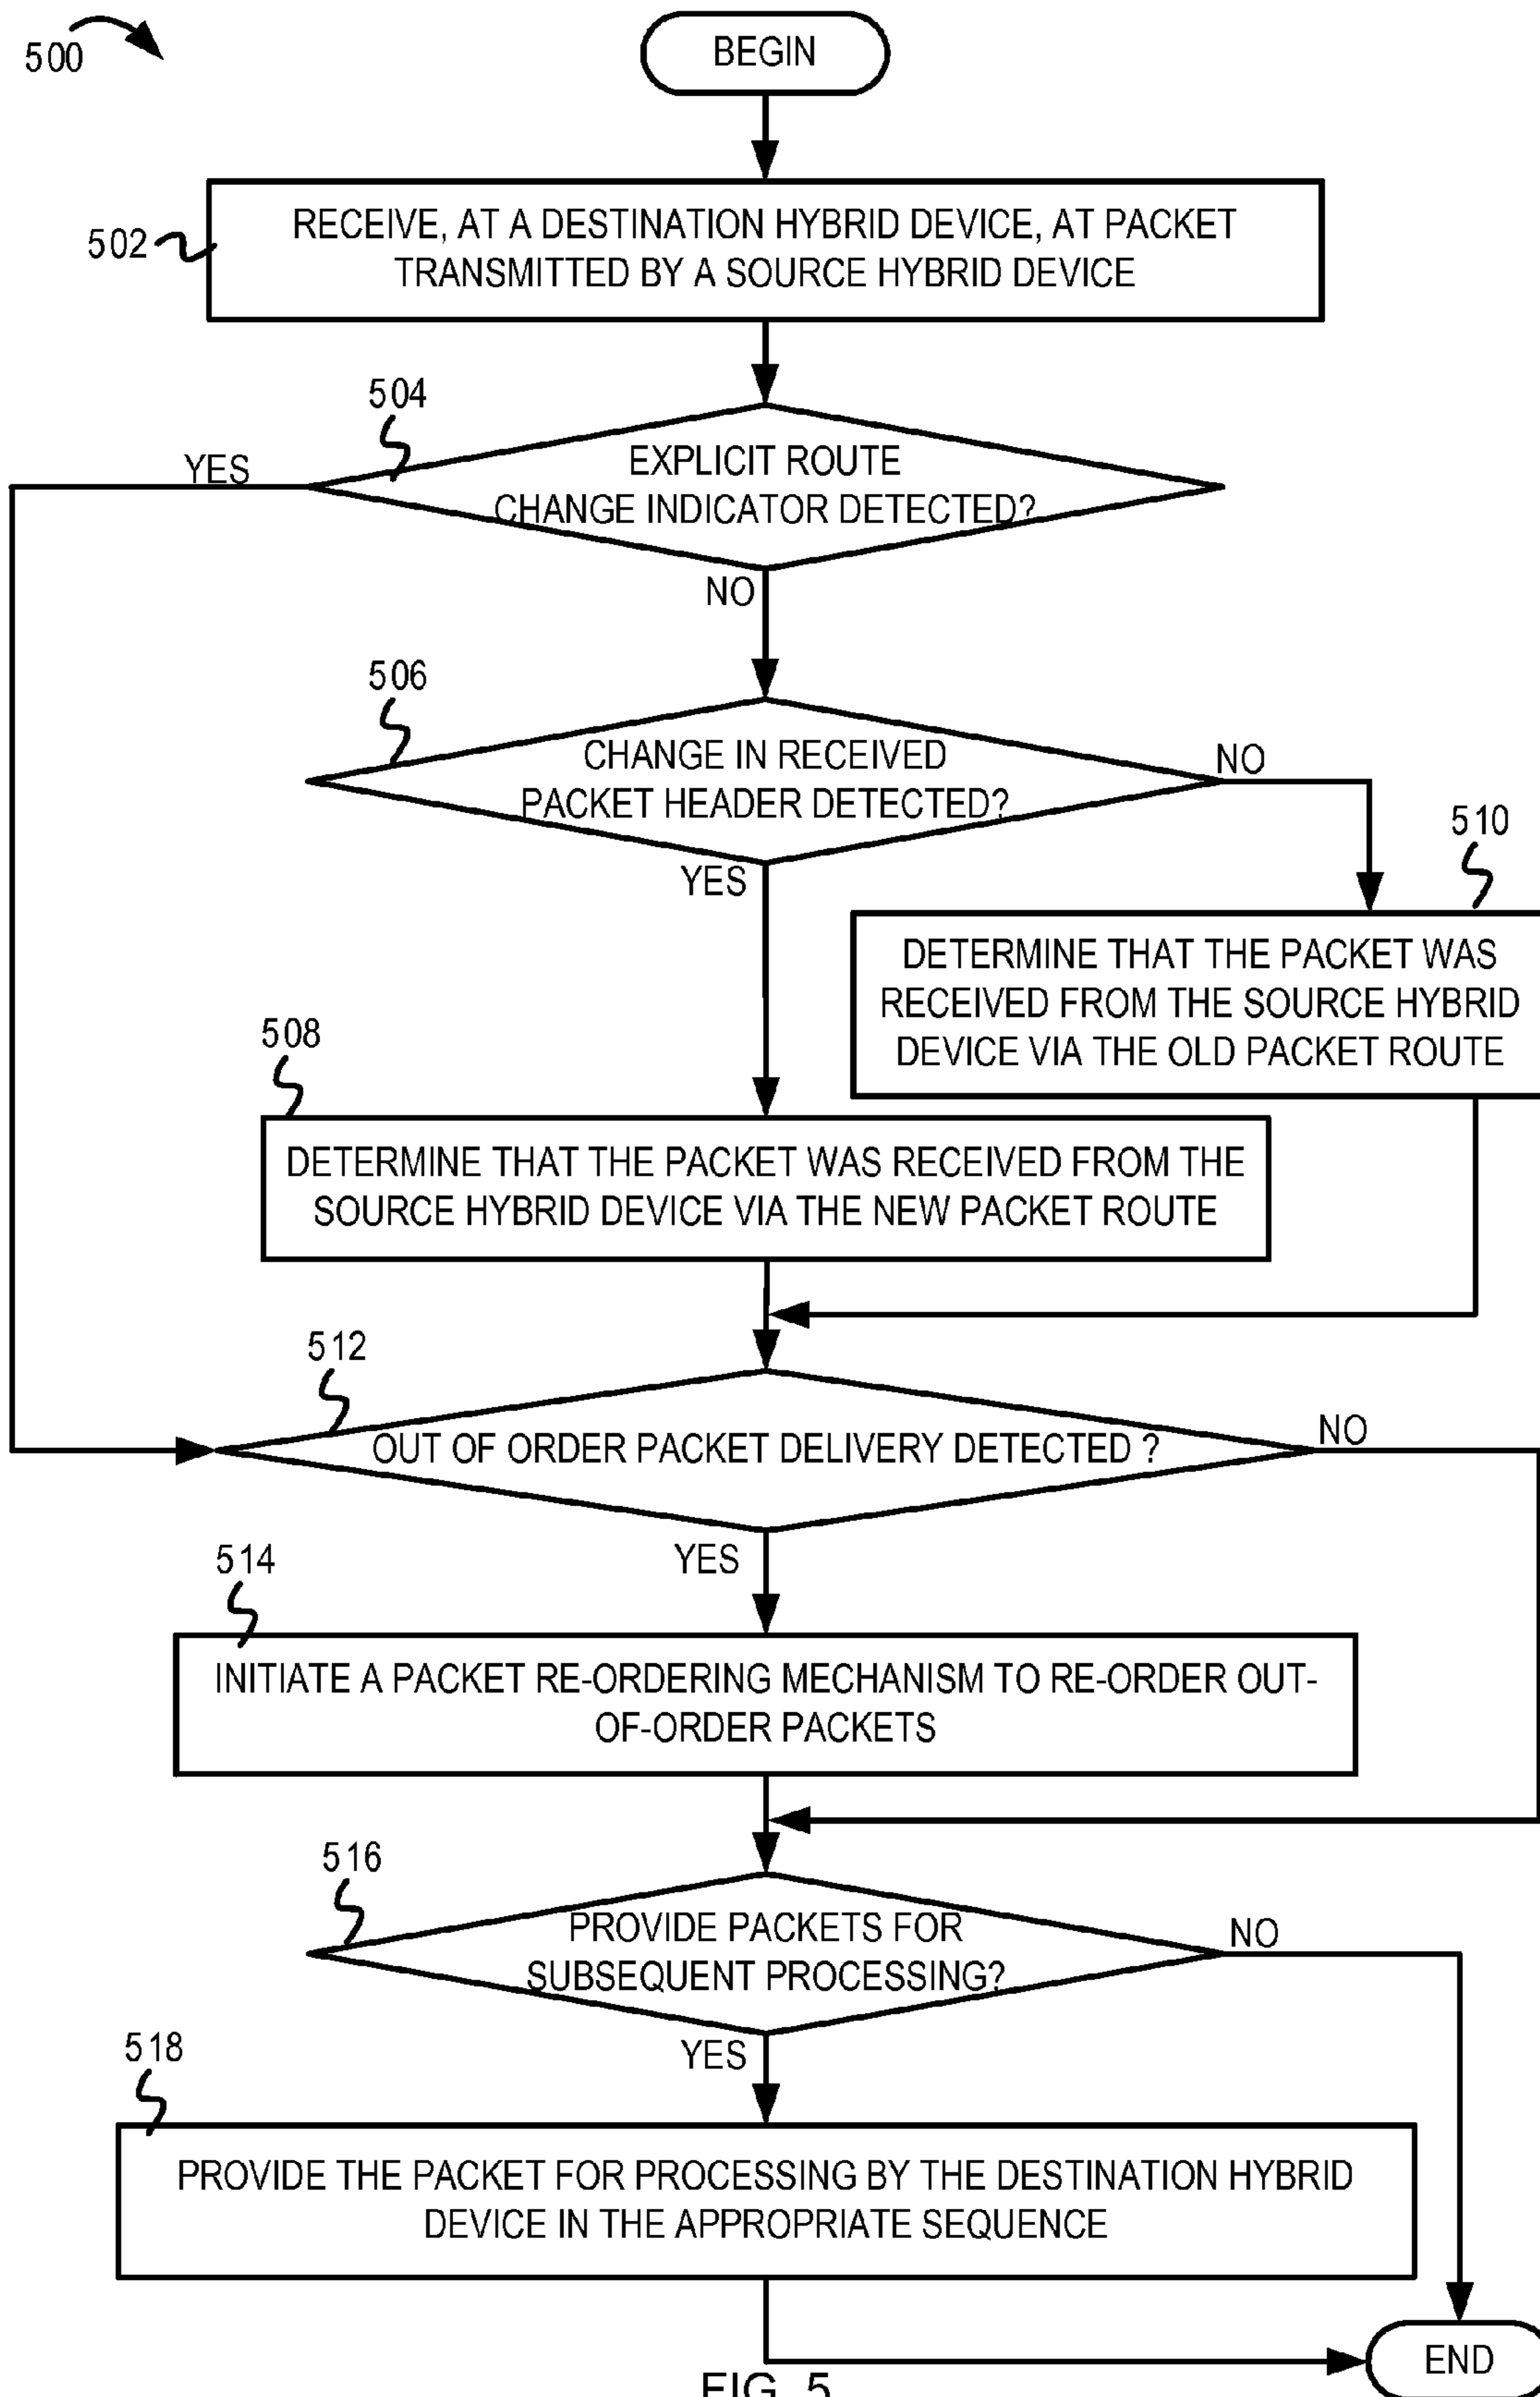 500
BEGIN
502
RECEIVE, AT A DESTINATION HYBRID DEVICE, AT PACKET
TRANSMITTED BY A SOURCE HYBRID DEVICE
504
YES
EXPLICIT ROUTE
CHANGE INDICATOR DETECTED?
NO
506
CHANGE IN RECEIVED
PACKET HEADER DETECTED?
NO
YES
510
DETERMINE THAT THE PACKET WAS
RECEIVED FROM THE SOURCE HYBRID
DEVICE VIA THE OLD PACKET ROUTE
508
DETERMINE THAT THE PACKET WAS RECEIVED FROM THE
SOURCE HYBRID DEVICE VIA THE NEW PACKET ROUTE
512
OUT OF ORDER PACKET DELIVERY DETECTED ?
NO
YES
514
INITIATE A PACKET RE-ORDERING MECHANISM TO RE-ORDER OUT-
OF-ORDER PACKETS
516
PROVIDE PACKETS FOR
SUBSEQUENT PROCESSING?
NO
YES
518
PROVIDE THE PACKET FOR PROCESSING BY THE DESTINATION HYBRID
DEVICE IN THE APPROPRIATE SEQUENCE
END
FIG. 5